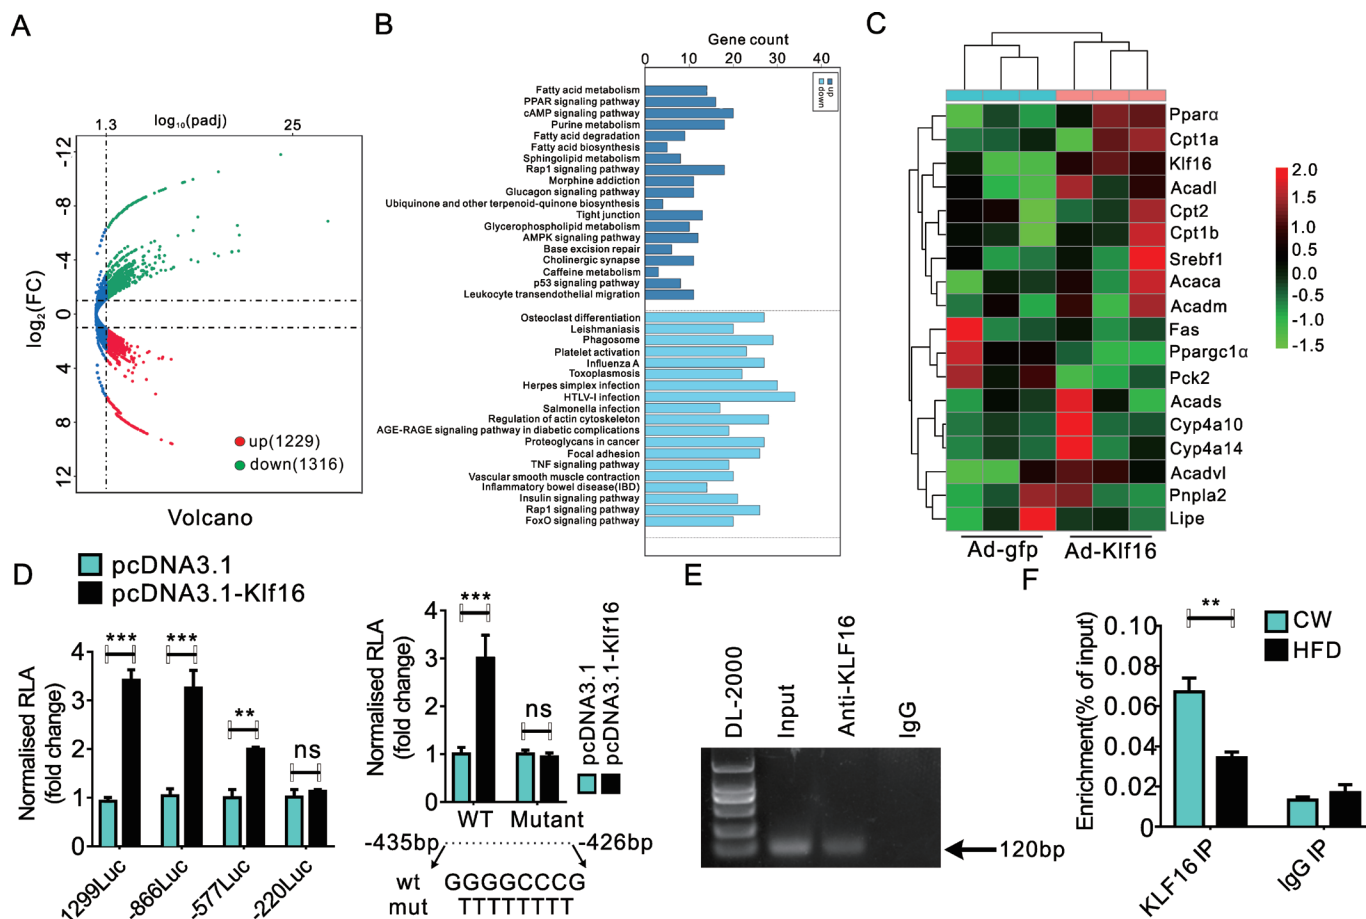 A
log10(padj)
1.3
25
-12
-8
-4
0
4
8
12
log2(FC)
up(1229)
down(1316)
Volcano
B
Gene count
0 10 20 30 40
up
down
Fatty acid metabolism
PPAR signaling pathway
cAMP signaling pathway
Purine metabolism
Fatty acid degradation
Fatty acid biosynthesis
Sphingolipid metabolism
Rap1 signaling pathway
Morphine addiction
Glucagon signaling pathway
Ubiquinone and other terpenoid-quinone biosynthesis
Tight junction
Glycerophospholipid metabolism
AMPK signaling pathway
Base excision repair
Cholinergic synapse
Caffeine metabolism
p53 signaling pathway
Leukocyte transendothelial migration
Osteoclast differentiation
Leishmaniasis
Phagosome
Platelet activation
Influenza A
Toxoplasmosis
Herpes simplex infection
HTLV-I infection
Salmonella infection
Regulation of actin cytoskeleton
AGE-RAGE signaling pathway in diabetic complications
Proteoglycans in cancer
Focal adhesion
TNF signaling pathway
Vascular smooth muscle contraction
Inflammatory bowel disease(IBD)
Insulin signaling pathway
Rap1 signaling pathway
FoxO signaling pathway
C
Pparα
Cpt1a
Klf16
Acadl
Cpt2
Cpt1b
Srebf1
Acaca
Acadm
Fas
Ppargc1α
Pck2
Acads
Cyp4a10
Cyp4a14
Acadvl
Pnpla2
Lipe
Ad-gfp
Ad-Klf16
2.0
1.5
1.0
0.5
0.0
-0.5
-1.0
-1.5
D
pcDNA3.1
pcDNA3.1-Klf16
Normalised RLA
(fold change)
4
3
2
1
0
***
***
**
ns
1299Luc
-866Luc
-577Luc
-220Luc
Normalised RLA
(fold change)
4
3
2
1
0
***
ns
WT
Mutant
pcDNA3.1
pcDNA3.1-Klf16
-435bp
-426bp
wt GGGGCCCG
mut TTTTTTTT
E
DL-2000
Input
Anti-KLF16
IgG
120bp
F
Enrichment(% of input)
0.10
0.08
0.06
0.04
0.02
0.00
**
CW
HFD
KLF16 IP
IgG IP